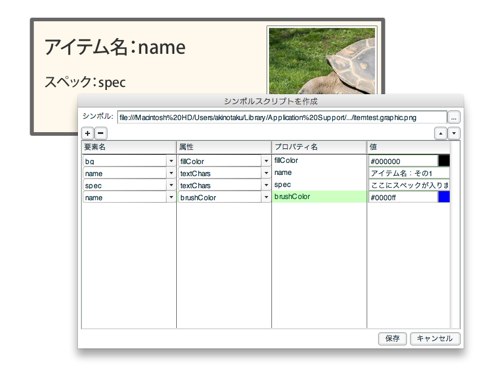 アイテム名：name
スペック：spec
シンボルスクリプトを作成
シンボル: file://Macintosh%20HD/Users/akinotaku/Library/Application%20Support/.../itemtest.graphic.png ...
+ −
要素名 属性 プロパティ名 値
bg fillColor fillColor #000000
name textChars name アイテム名：その1
spec textChars spec ここにスペックが入りま
name brushColor brushColor #0000ff
保存 キャンセル